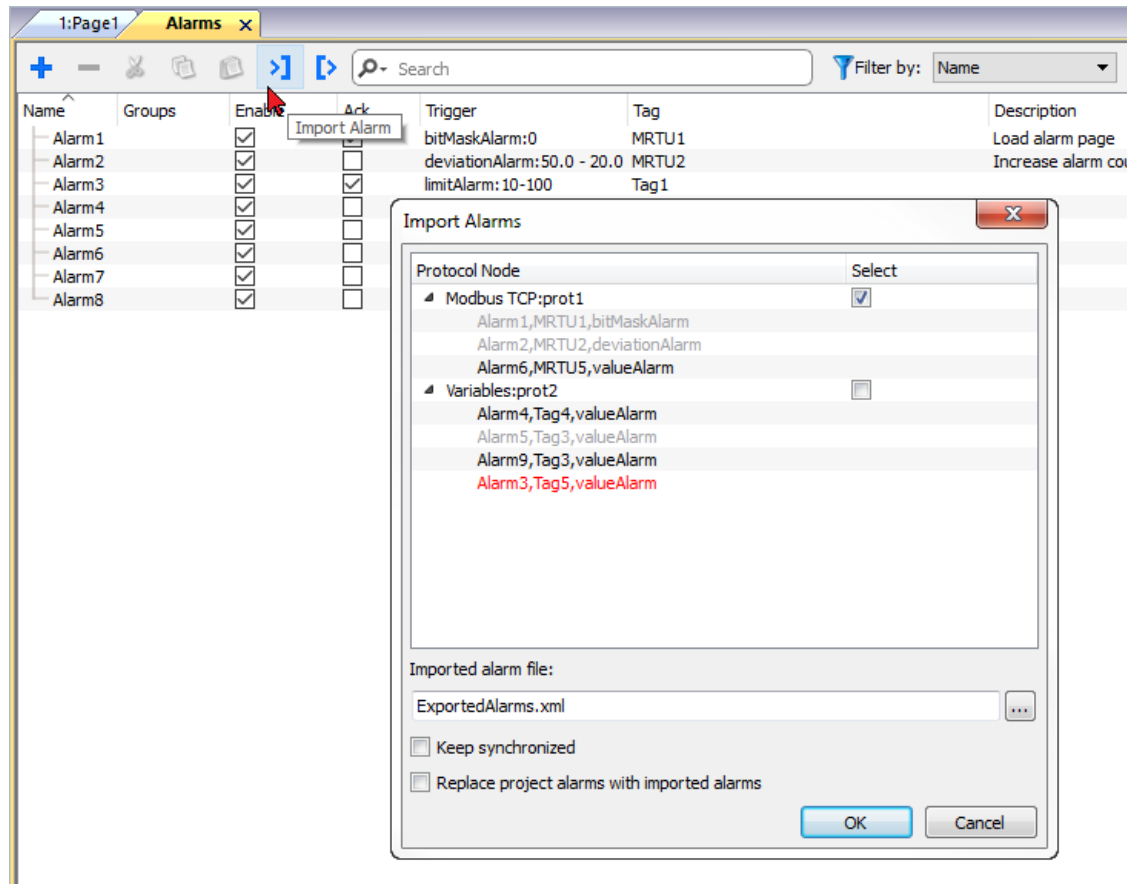 1:Page1 Alarms
Search Filter by: Name
Name Groups Enable Ack Trigger Tag Description
Import Alarm
Alarm1 bitMaskAlarm:0 MRTU1 Load alarm page
Alarm2 deviationAlarm:50.0 - 20.0 MRTU2 Increase alarm cou
Alarm3 limitAlarm:10-100 Tag1
Alarm4
Alarm5
Alarm6
Alarm7
Alarm8
Import Alarms
Protocol Node Select
Modbus TCP:prot1
Alarm1,MRTU1,bitMaskAlarm
Alarm2,MRTU2,deviationAlarm
Alarm6,MRTU5,valueAlarm
Variables:prot2
Alarm4,Tag4,valueAlarm
Alarm5,Tag3,valueAlarm
Alarm9,Tag3,valueAlarm
Alarm3,Tag5,valueAlarm
Imported alarm file:
ExportedAlarms.xml ...
Keep synchronized
Replace project alarms with imported alarms
OK Cancel